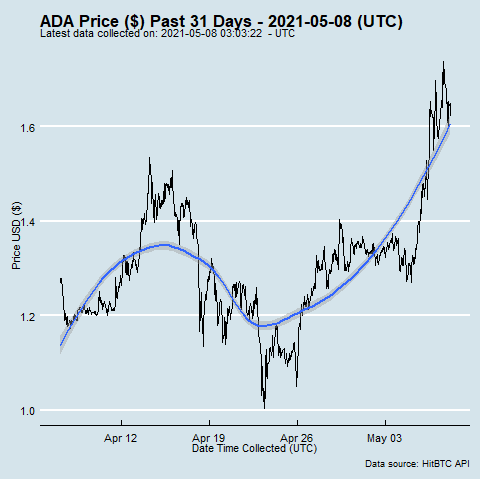 ADA Price ($) Past 31 Days - 2021-05-08 (UTC)
Latest data collected on: 2021-05-08 03:03:22  - UTC
1.6
1.4
Price USD ($)
1.2
1.0
Apr 12
Apr 19
Apr 26
May 03
Date Time Collected (UTC)
Data source: HitBTC API